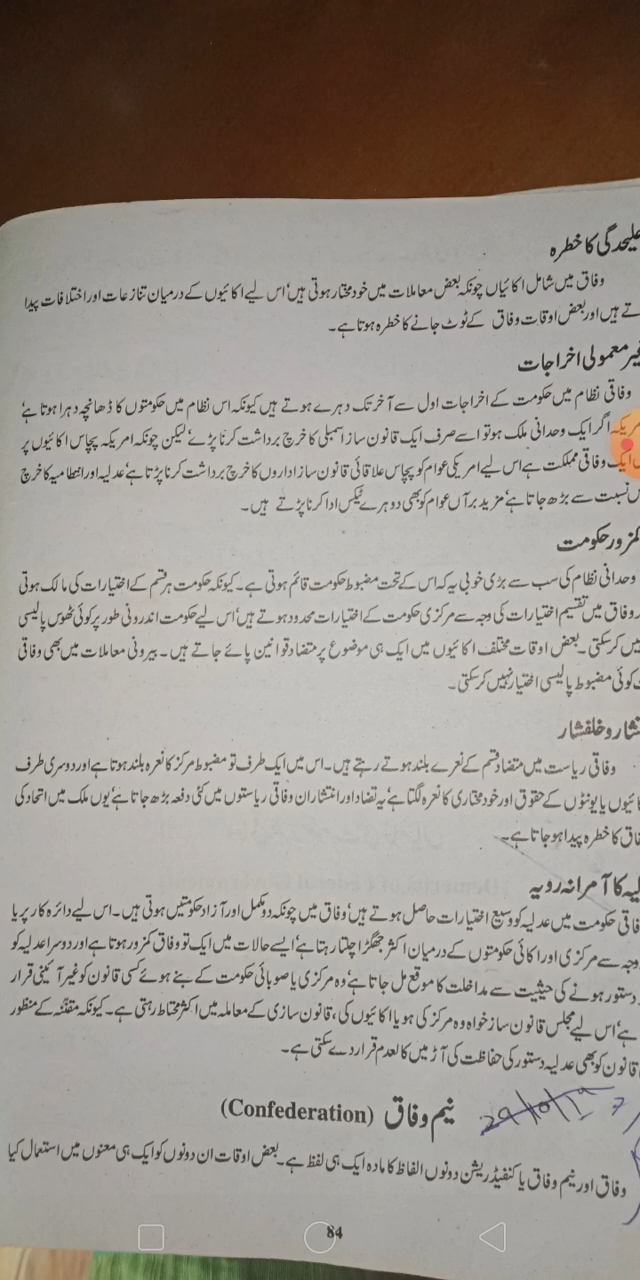 علیحدگی کا خطرہ
وفاق میں شامل اکائیاں چونکہ بعض معاملات میں خود مختار ہوتی ہیں' اس لیے اکائیوں کے درمیان تنازعات اور اختلافات پیدا
تے ہیں اور بعض اوقات وفاق کے ٹوٹ جانے کا خطرہ ہوتا ہے۔
غیر معمولی اخراجات
وفاقی نظام میں حکومت کے اخراجات اول سے آخر تک دہرے ہوتے ہیں کیونکہ اس نظام میں حکومتوں کا ڈھانچہ دہرا ہوتا ہے'
مریکہ اگر ایک وحدانی ملک ہو تو اسے صرف ایک قانون ساز اسمبلی کا خرچ برداشت کرنا پڑے' لیکن چونکہ امریکہ پچاس اکائیوں پر
ایک وفاقی مملکت ہے اس لیے امریکی عوام کو پچاس علاقائی قانون ساز اداروں کا خرچ برداشت کرنا پڑتا ہے' عدلیہ اور انتظامیہ کا خرچ
س نسبت سے بڑھ جاتا ہے' مزید برآں عوام کو بھی دوہرے ٹیکس ادا کرنا پڑتے ہیں۔
کمزور حکومت
وحدانی نظام کی سب سے بڑی خوبی یہ کہ اس کے تحت مضبوط حکومت قائم ہوتی ہے۔ کیونکہ حکومت ہر قسم کے اختیارات کی مالک ہوتی
ر وفاق میں تقسیم اختیارات کی وجہ سے مرکزی حکومت کے اختیارات محدود ہوتے ہیں' اس لیے حکومت اندرونی طور پر کوئی ٹھوس پالیسی
یں کر سکتی۔ بعض اوقات مختلف اکائیوں میں ایک ہی موضوع پر متضاد قوانین پائے جاتے ہیں۔ بیرونی معاملات میں بھی وفاقی
ت کوئی مضبوط پالیسی اختیار نہیں کر سکتی۔
تشار و خلفشار
وفاقی ریاست میں متضاد قسم کے نعرے بلند ہوتے رہتے ہیں۔ اس میں ایک طرف تو مضبوط مرکز کا نعرہ بلند ہوتا ہے اور دوسری طرف
کائیوں یا یونٹوں کے حقوق اور خود مختاری کا نعرہ لگتا ہے' یہ تضاد اور انتشار ان وفاقی ریاستوں میں کئی دفعہ بڑھ جاتا ہے' یوں ملک میں اتحاد کی
فاق کا خطرہ پیدا ہو جاتا ہے۔
لیہ کا آمرانہ رویہ
فاقی حکومت میں عدلیہ کو وسیع اختیارات حاصل ہوتے ہیں' وفاق میں چونکہ دو مکمل اور آزاد حکومتیں ہوتی ہیں۔ اس لیے دائرہ کار پر یا
وجہ سے مرکزی اور اکائی حکومتوں کے درمیان اکثر جھگڑا چلتا رہتا ہے' ایسے حالات میں ایک تو وفاق کمزور ہوتا ہے اور دوسرا عدلیہ کو
دستور ہونے کی حیثیت سے مداخلت کا موقع مل جاتا ہے' وہ مرکزی یا صوبائی حکومت کے بنے ہوئے کسی قانون کو غیر آئینی قرار
ہے' اس لیے مجلس قانون ساز خواہ وہ مرکز کی ہو یا اکائیوں کی، قانون سازی کے معاملہ میں اکثر محتاط رہتی ہے۔ کیونکہ مقننہ کے منظور
قانون کو بھی عدلیہ دستور کی حفاظت کی آڑ میں کالعدم قرار دے سکتی ہے۔
نیم وفاق (Confederation)
وفاق اور نیم وفاق یا کنفیڈریشن دونوں الفاظ کا مادہ ایک ہی لفظ ہے۔ بعض اوقات ان دونوں کو ایک ہی معنوں میں استعمال کیا
84